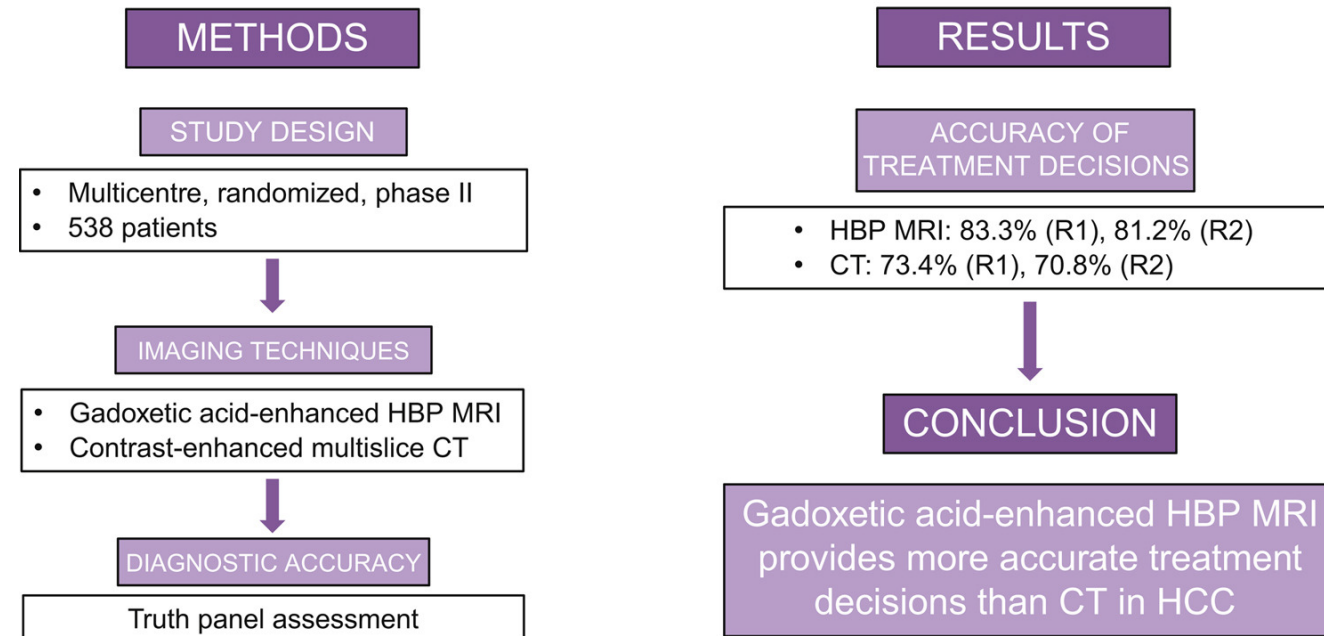 METHODS
STUDY DESIGN
• Multicentre, randomized, phase II
• 538 patients
IMAGING TECHNIQUES
• Gadoxetic acid-enhanced HBP MRI
• Contrast-enhanced multislice CT
DIAGNOSTIC ACCURACY
Truth panel assessment
RESULTS
ACCURACY OF
TREATMENT DECISIONS
• HBP MRI: 83.3% (R1), 81.2% (R2)
• CT: 73.4% (R1), 70.8% (R2)
CONCLUSION
Gadoxetic acid-enhanced HBP MRI
provides more accurate treatment
decisions than CT in HCC